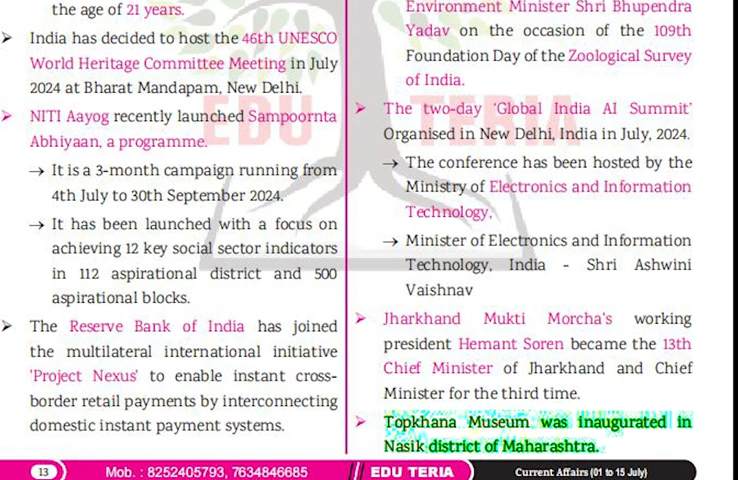 the age of 21 years.
➤ India has decided to host the 46th UNESCO
World Heritage Committee Meeting in July
2024 at Bharat Mandapam, New Delhi.
➤ NITI Aayog recently launched Sampoornta
Abhiyaan, a programme.
→ It is a 3-month campaign running from
4th July to 30th September 2024.
→ It has been launched with a focus on
achieving 12 key social sector indicators
in 112 aspirational district and 500
aspirational blocks.
➤ The Reserve Bank of India has joined
the multilateral international initiative
'Project Nexus' to enable instant cross-
border retail payments by interconnecting
domestic instant payment systems.
Environment Minister Shri Bhupendra
Yadav on the occasion of the 109th
Foundation Day of the Zoological Survey
of India.
➤ The two-day ‘Global India AI Summit’
Organised in New Delhi, India in July, 2024.
→ The conference has been hosted by the
Ministry of Electronics and Information
Technology,
→ Minister of Electronics and Information
Technology, India - Shri Ashwini
Vaishnav
➤ Jharkhand Mukti Morcha's working
president Hemant Soren became the 13th
Chief Minister of Jharkhand and Chief
Minister for the third time.
➤ Topkhana Museum was inaugurated in
Nasik district of Maharashtra.
EDU TERIA
13 Mob. : 8252405793, 7634846685 EDU TERIA Current Affairs (01 to 15 July)